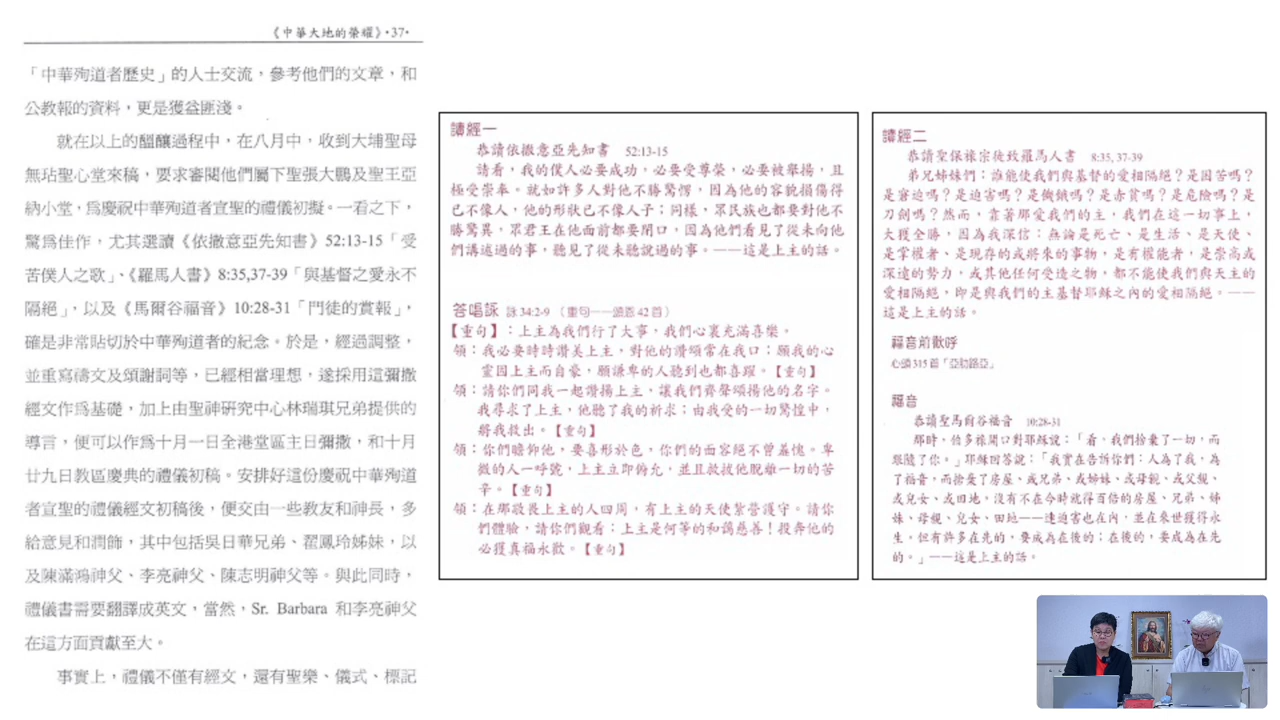 《中華大地的榮耀》•37•
「中華殉道者歷史」的人士交流，參考他們的文章，和
公教報的資料，更是獲益匪淺。
就在以上的醞釀過程中，在八月中，收到大埔聖母
無玷聖心堂來稿，要求審閱他們屬下聖張大鵬及聖王亞
納小堂，爲慶祝中華殉道者宣聖的禮儀初擬。一看之下，
驚爲佳作，尤其選讀《依撒意亞先知書》52:13-15「受
苦僕人之歌」、《羅馬人書》8:35,37-39「與基督之愛永不
隔絕」，以及《馬爾谷福音》10:28-31「門徒的賞報」，
確是非常貼切於中華殉道者的紀念。於是，經過調整，
並重寫禱文及頌謝詞等，已經相當理想，遂採用這彌撒
經文作爲基礎，加上由聖神研究中心林瑞琪兄弟提供的
導言，便可以作爲十月一日全港堂區主日彌撒，和十月
廿九日教區慶典的禮儀初稿。安排好這份慶祝中華殉道
者宣聖的禮儀經文初稿後，便交由一些教友和神長，多
給意見和潤飾，其中包括吳日華兄弟、翟鳳玲姊妹，以
及陳滿鴻神父、李亮神父、陳志明神父等。與此同時，
禮儀書需要翻譯成英文，當然，Sr. Barbara 和李亮神父
在這方面貢獻至大。
事實上，禮儀不僅有經文，還有聖樂、儀式、標記
讀經一
恭讀依撒意亞先知書 52:13-15
請看，我的僕人必要成功，必要受尊榮，必要被舉揚，且
極受崇奉。就如許多人對他不勝驚愕，因為他的容貌損傷得
已不像人，他的形狀已不像人子；同樣，眾民族也都要對他不
勝驚異，眾君王在他面前都要閉口，因為他們看見了從未向他
們講述過的事，聽見了從未聽說過的事。——這是上主的話。
答唱詠 詠 34:2-9 （重句——頌恩 42 首）
【重句】：上主為我們行了大事，我們心裏充滿喜樂。
領：我必要時時讚美上主，對他的讚頌常在我口；願我的心
靈因上主而自豪，願謙卑的人聽到也都喜躍。【重句】
領：請你們同我一起讚揚上主，讓我們齊聲頌揚他的名字。
我尋求了上主，他聽了我的祈求；由我受的一切驚惶中，
將我救出。【重句】
領：你們瞻仰他，要喜形於色，你們的面容絕不會羞愧。卑
微的人一呼號，上主立即俯允，並且救拔他脫離一切的苦
辛。【重句】
領：在那敬畏上主的人四周，有上主的天使紮營護守。請你
們體驗，請你們觀看：上主是何等的和藹慈善！投奔他的
必獲真福永歡。【重句】
讀經二
恭讀聖保祿宗徒致羅馬人書 8:35, 37-39
弟兄姊妹們：誰能使我們與基督的愛相隔絕？是困苦嗎？
是窘迫嗎？是迫害嗎？是饑餓嗎？是赤貧嗎？是危險嗎？是
刀劍嗎？然而，靠著那愛我們的主，我們在這一切事上，
大獲全勝，因為我深信：無論是死亡、是生活、是天使、
是掌權者、是現存的或將來的事物，是有權能者，是崇高或
深遠的勢力，或其他任何受造之物，都不能使我們與天主的
愛相隔絕，即是與我們的主基督耶穌之內的愛相隔絕。——
這是上主的話。
福音前歡呼
心頌 315 首「亞肋路亞」
福音
恭讀聖馬爾谷福音 10:28-31
那時，伯多祿開口對耶穌說：「看，我們捨棄了一切，而
跟隨了你。」耶穌回答說：「我實在告訴你們：人為了我，為
了福音，而捨棄了房屋、或兄弟、或姊妹、或母親、或父親、
或兒女、或田地，沒有不在今時就得百倍的房屋、兄弟、姊
妹、母親、兒女、田地——連迫害也在內，並在來世獲得永
生。但有許多在先的，要成為在後的；在後的，要成為在先
的。」——這是上主的話。